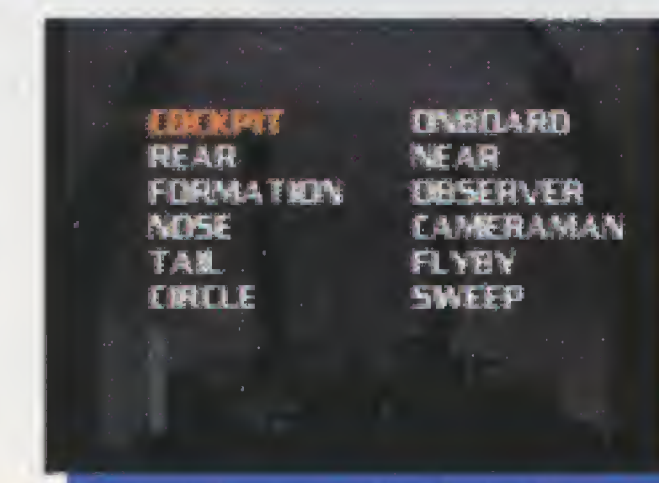 COCKPIT ONBOARD
REAR NEAR
FORMATION OBSERVER
NOSE CAMERAMAN
TAIL FLYBY
CIRCLE SWEEP